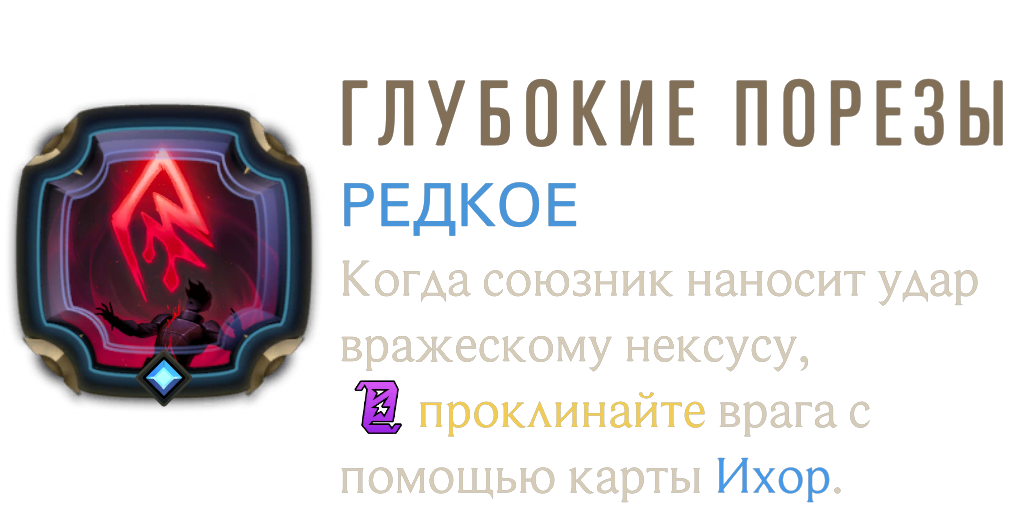 ГЛУБОКИЕ ПОРЕЗЫ
РЕДКОЕ
Когда союзник наносит удар
вражескому нексусу,
проклинайте врага с
помощью карты Ихор.